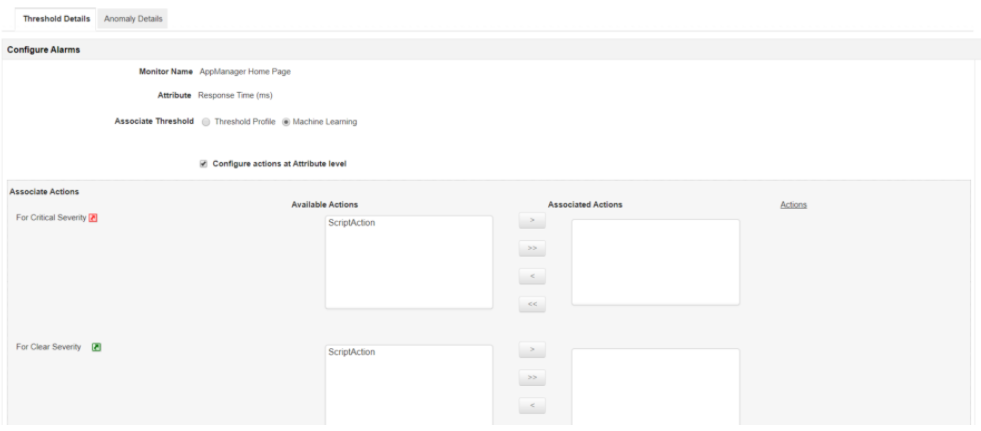 Threshold Details Anomaly Details
Configure Alarms
Monitor Name AppManager Home Page
Attribute Response Time (ms)
Associate Threshold Threshold Profile Machine Learning
Configure actions at Attribute level
Associate Actions
Available Actions Associated Actions Actions
For Critical Severity
ScriptAction
>
>>
<
<<
For Clear Severity
ScriptAction
>
>>
<